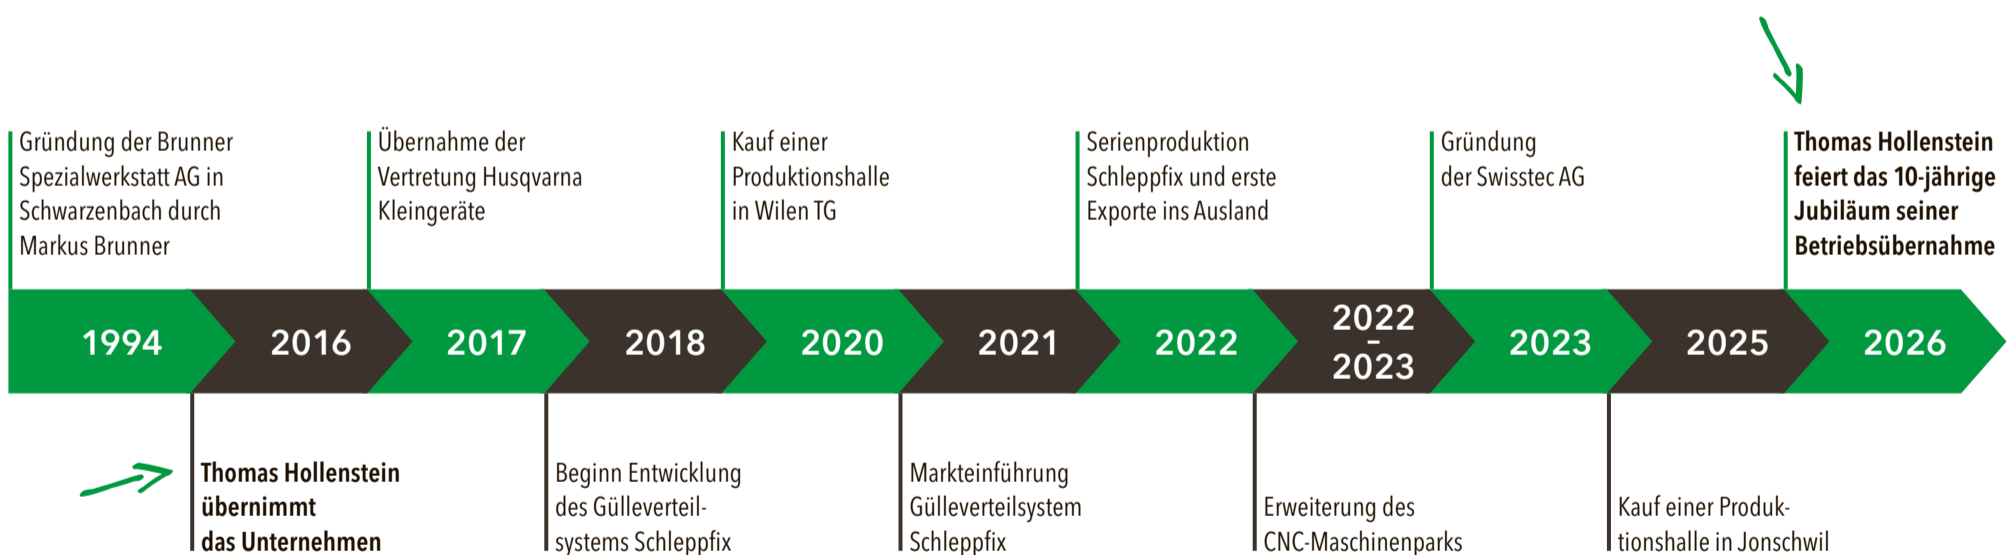 Gründung der Brunner
Spezialwerkstatt AG in
Schwarzenbach durch
Markus Brunner
Übernahme der
Vertretung Husqvarna
Kleingeräte
Kauf einer
Produktionshalle
in Wilen TG
Serienproduktion
Schleppfix und erste
Exporte ins Ausland
Gründung
der Swisstec AG
Thomas Hollenstein
feiert das 10-jährige
Jubiläum seiner
Betriebsübernahme
1994
2016
2017
2018
2020
2021
2022
2022
–
2023
2023
2025
2026
Thomas Hollenstein
übernimmt
das Unternehmen
Beginn Entwicklung
des Gülleverteil-
systems Schleppfix
Markteinführung
Gülleverteilsystem
Schleppfix
Erweiterung des
CNC-Maschinenparks
Kauf einer Produk-
tionshalle in Jonschwil